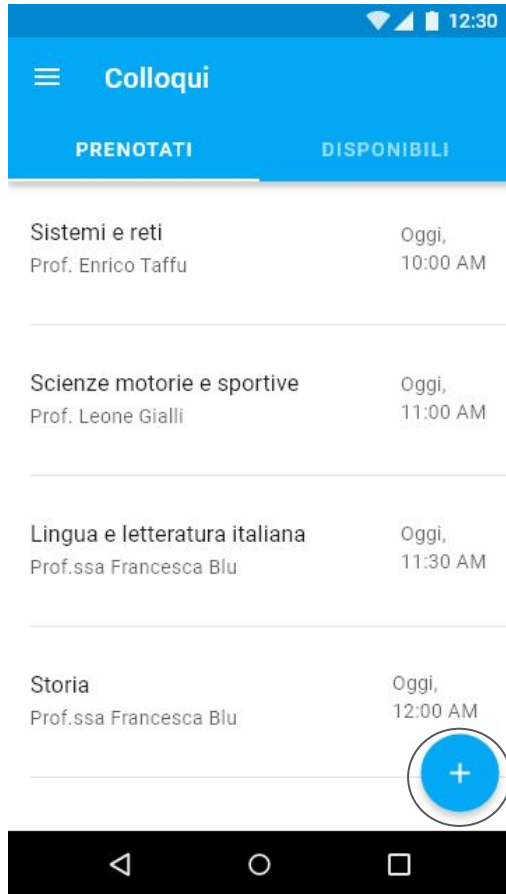 12:30
Colloqui
PRENOTATI DISPONIBILI
Sistemi e reti
Prof. Enrico Taffu
Oggi,
10:00 AM
Scienze motorie e sportive
Prof. Leone Gialli
Oggi,
11:00 AM
Lingua e letteratura italiana
Prof.ssa Francesca Blu
Oggi,
11:30 AM
Storia
Prof.ssa Francesca Blu
Oggi,
12:00 AM
+